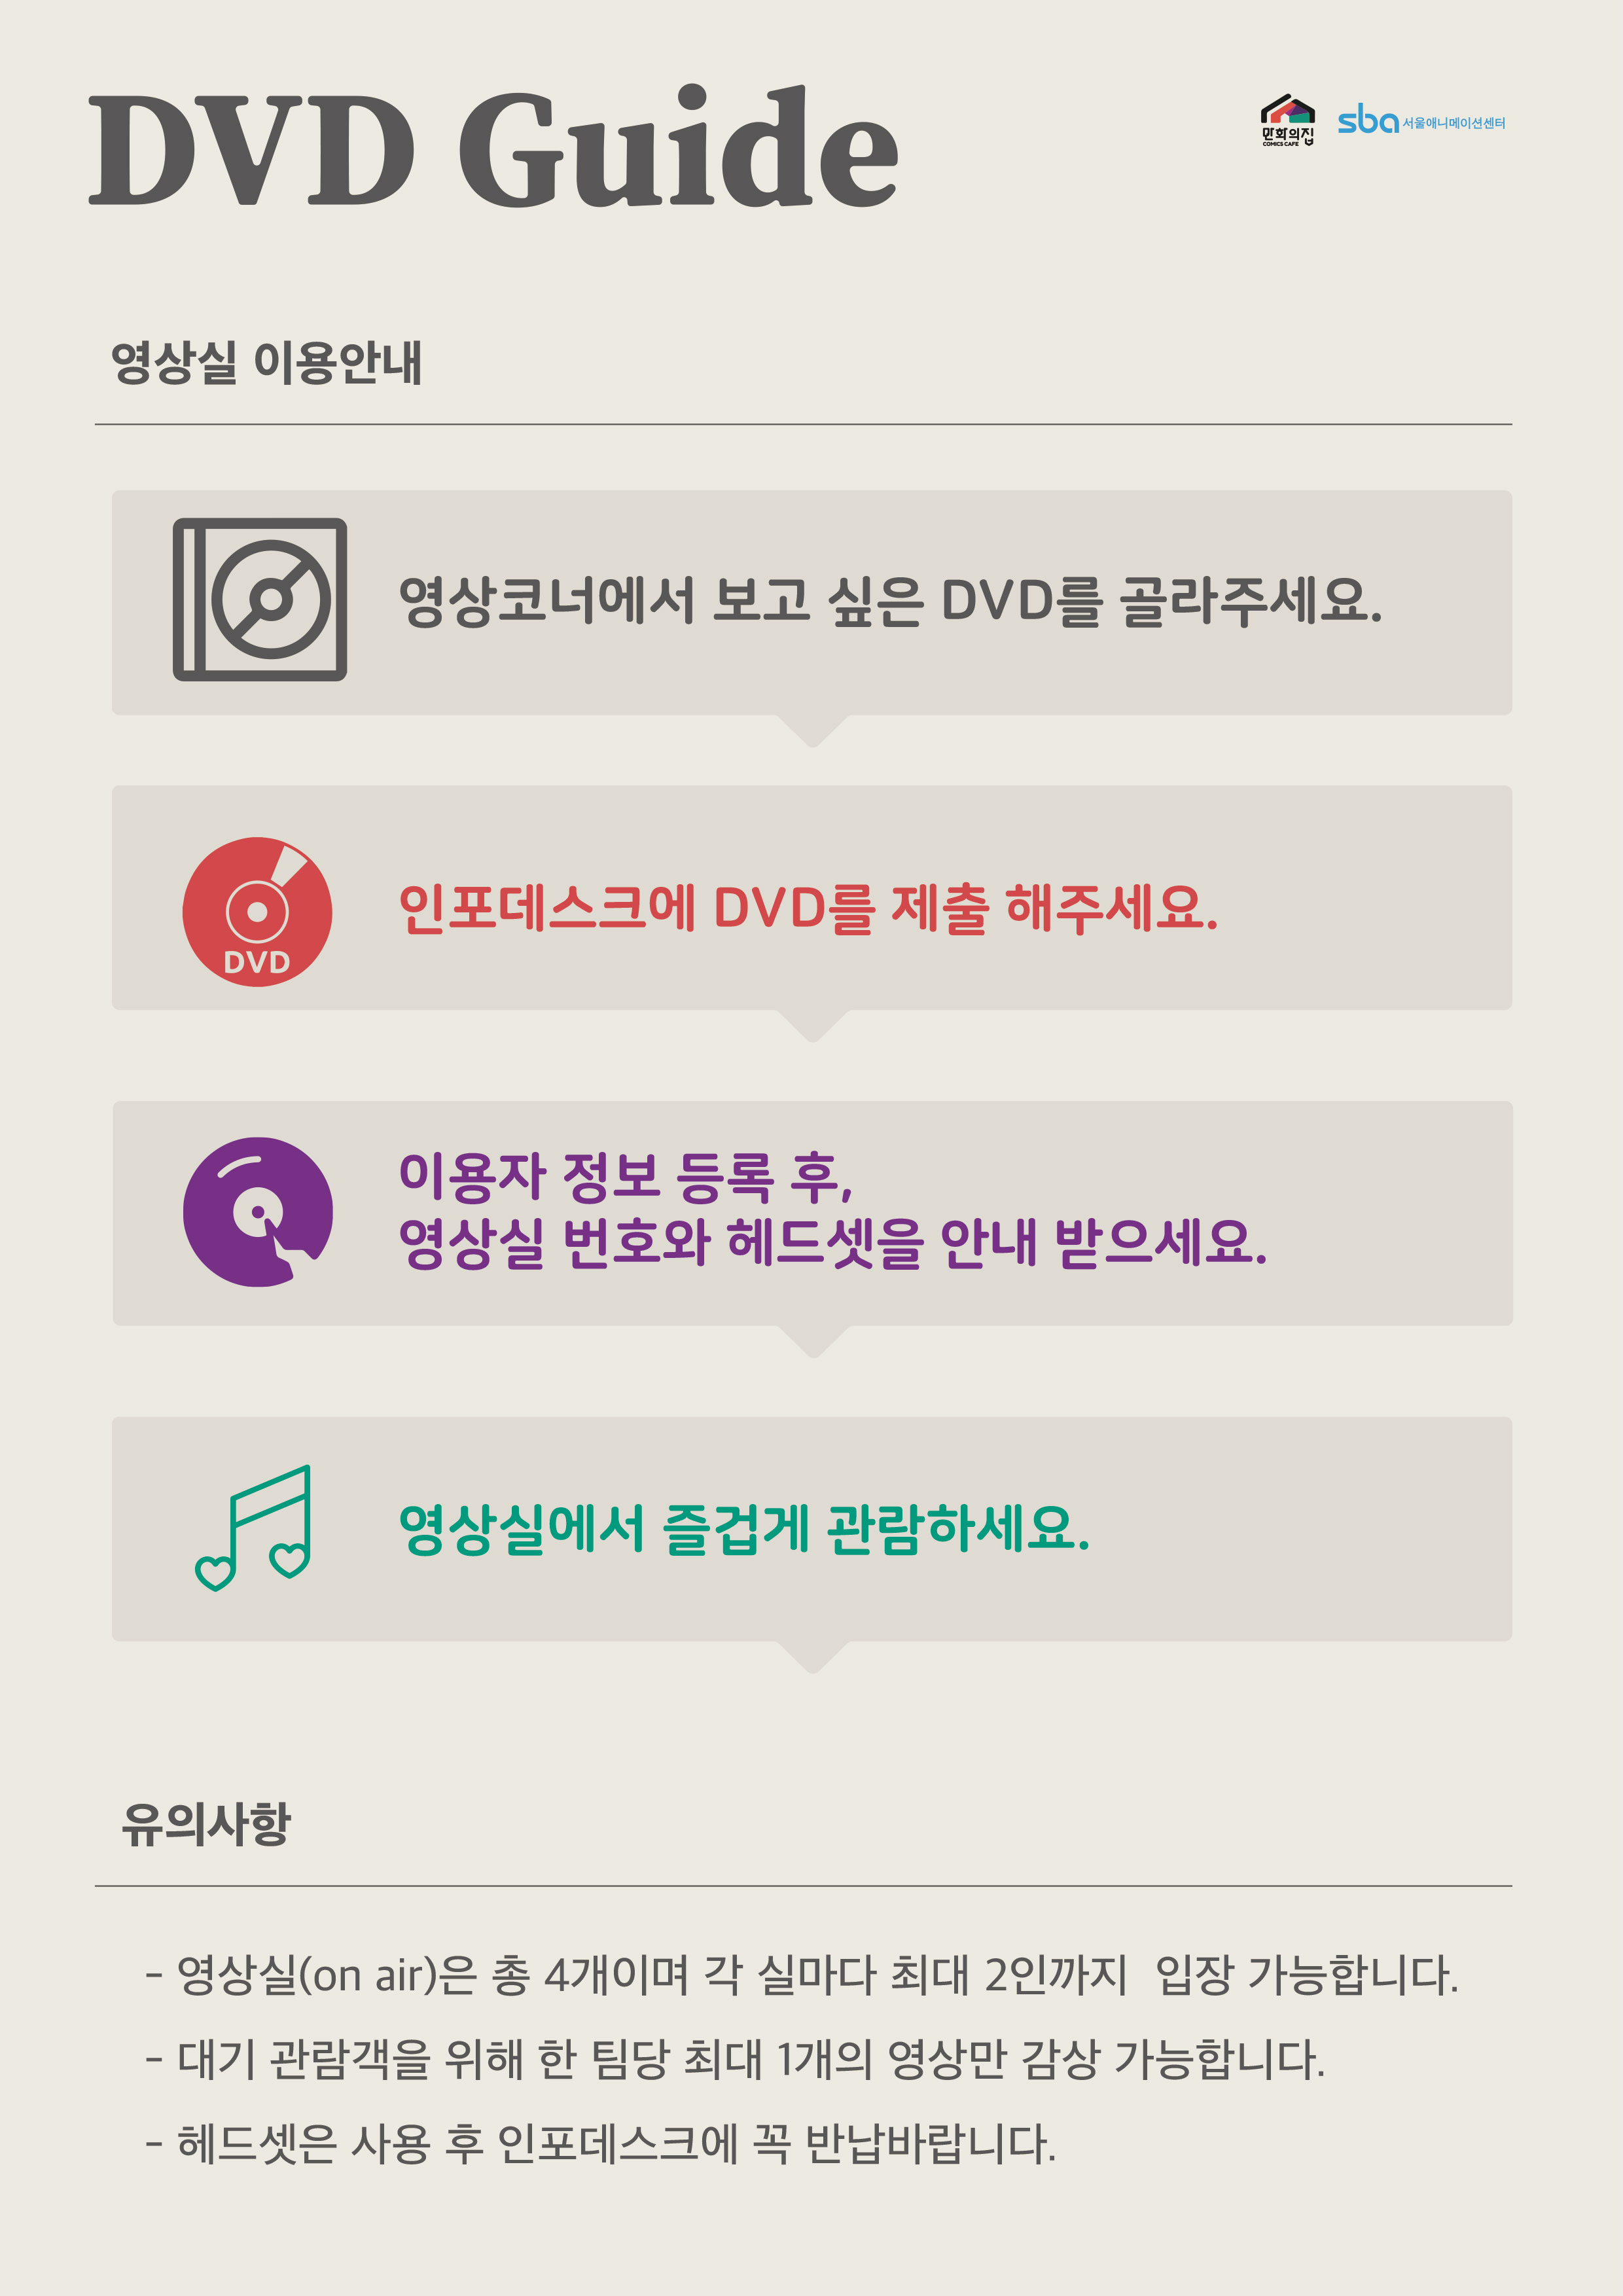 DVD Guide
만화의집
COMICS CAFE
sba 서울애니메이션센터
영상실 이용안내
영상코너에서 보고 싶은 DVD를 골라주세요.
DVD
인포데스크에 DVD를 제출 해주세요.
이용자 정보 등록 후,
영상실 번호와 헤드셋을 안내 받으세요.
영상실에서 즐겁게 관람하세요.
유의사항
- 영상실(on air)은 총 4개이며 각 실마다 최대 2인까지 입장 가능합니다.
- 대기 관람객을 위해 한 팀당 최대 1개의 영상만 감상 가능합니다.
- 헤드셋은 사용 후 인포데스크에 꼭 반납바랍니다.